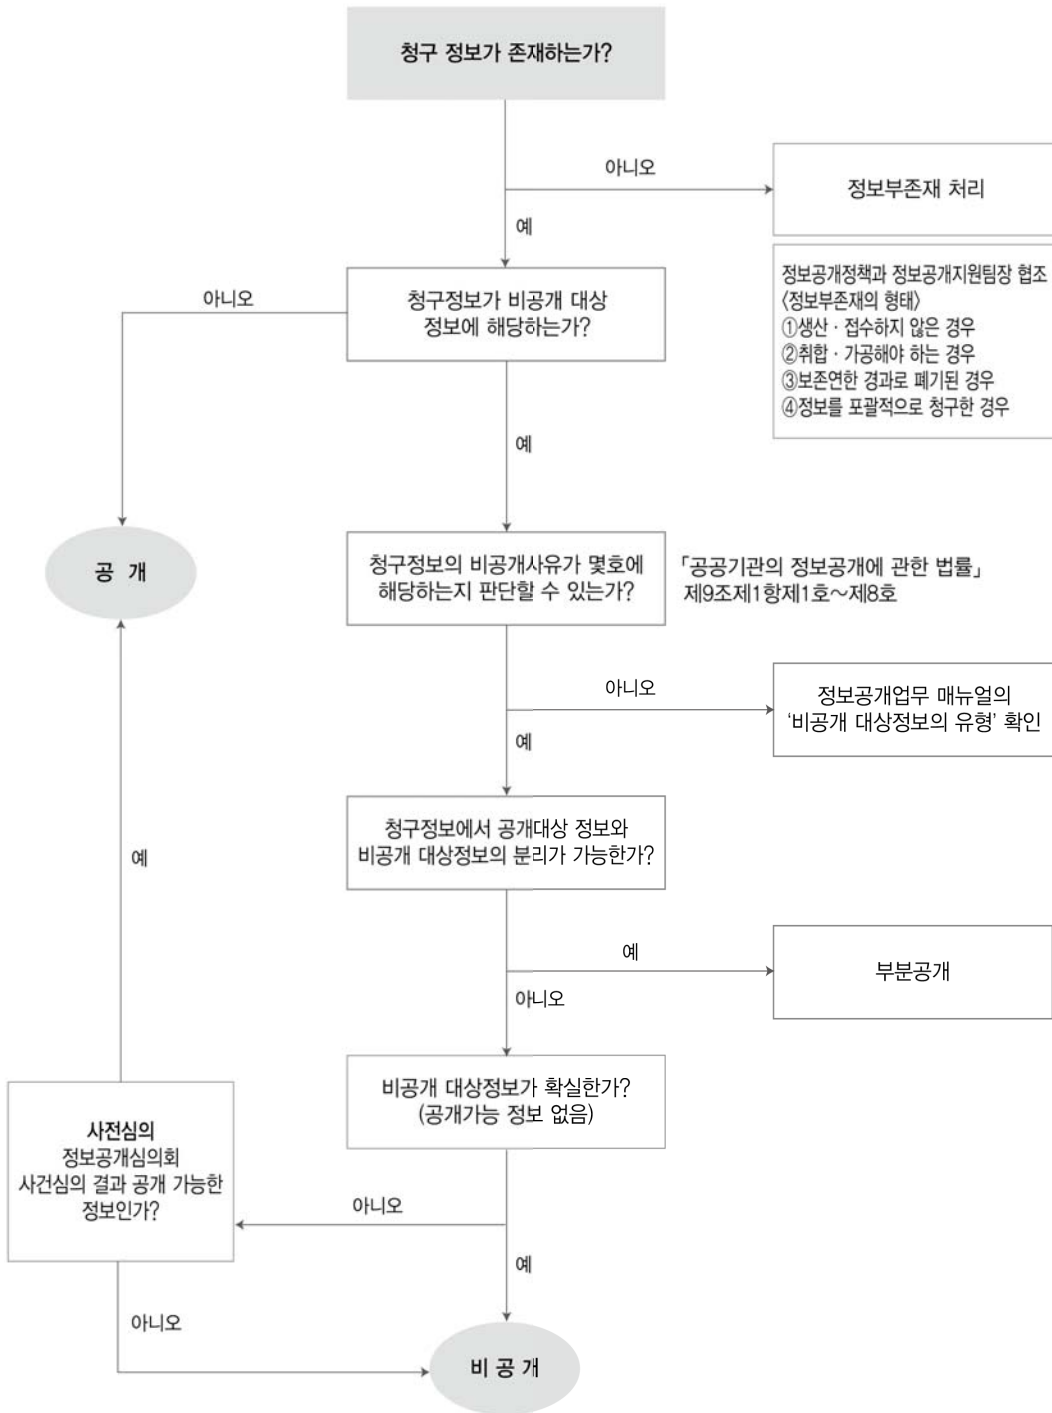 청구 정보가 존재하는가?
아니오
정보부존재 처리
예
정보공개정책과 정보공개지원팀장 협조
〈정보부존재의 형태〉
①생산 · 접수하지 않은 경우
②취합 · 가공해야 하는 경우
③보존연한 경과로 폐기된 경우
④정보를 포괄적으로 청구한 경우
청구정보가 비공개 대상
정보에 해당하는가?
아니오
예
공 개
청구정보의 비공개사유가 몇호에
해당하는지 판단할 수 있는가?
「공공기관의 정보공개에 관한 법률」
제9조제1항제1호~제8호
아니오
정보공개업무 매뉴얼의
‘비공개 대상정보의 유형’ 확인
예
청구정보에서 공개대상 정보와
비공개 대상정보의 분리가 가능한가?
예
예
부분공개
아니오
비공개 대상정보가 확실한가?
(공개가능 정보 없음)
사전심의
정보공개심의회
사건심의 결과 공개 가능한
정보인가?
아니오
예
아니오
비 공 개